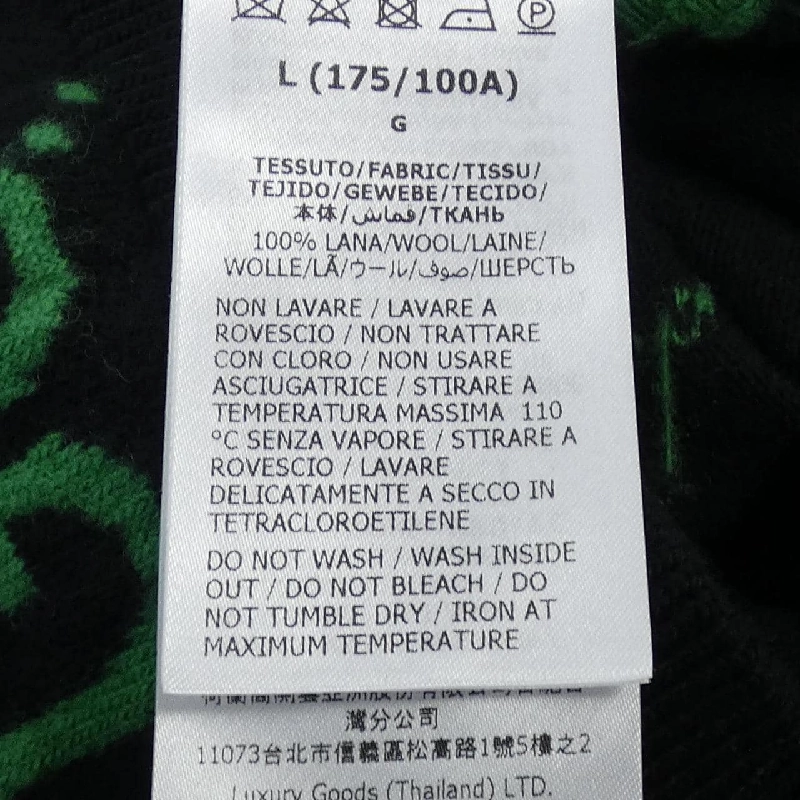 P
L (175/100A)
G
TESSUTO/FABRIC/TISSU/
TEJIDO/GEWEBE/TECIDO/
本体/قماش/ТКАНЬ
100% LANA/WOOL/LAINE/
WOLLE/LÃ/ウール/صوف/ШЕРСТЬ
NON LAVARE / LAVARE A
ROVESCIO / NON TRATTARE
CON CLORO / NON USARE
ASCIUGATRICE / STIRARE A
TEMPERATURA MASSIMA 110
°C SENZA VAPORE / STIRARE A
ROVESCIO / LAVARE
DELICATAMENTE A SECCO IN
TETRACLOROETILENE
DO NOT WASH / WASH INSIDE
OUT / DO NOT BLEACH / DO
NOT TUMBLE DRY / IRON AT
MAXIMUM TEMPERATURE
灣分公司
11073台北市信義區松高路1號5樓之2
Luxury Goods (Thailand) LTD.